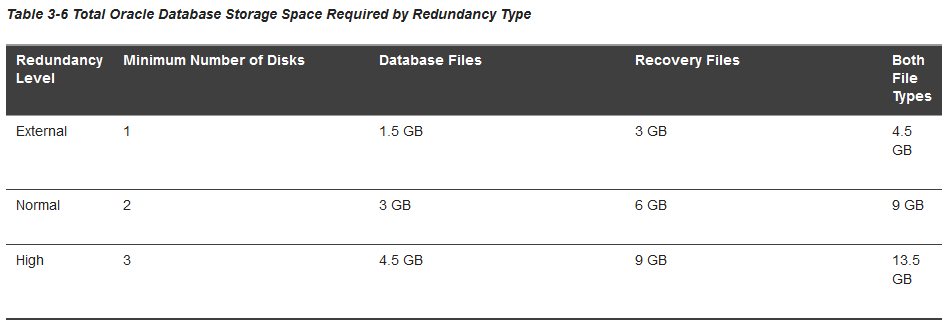 Table 3-6 Total Oracle Database Storage Space Required by Redundancy Type
Redundancy Level Minimum Number of Disks Database Files Recovery Files Both File Types
External 1 1.5 GB 3 GB 4.5 GB
Normal 2 3 GB 6 GB 9 GB
High 3 4.5 GB 9 GB 13.5 GB